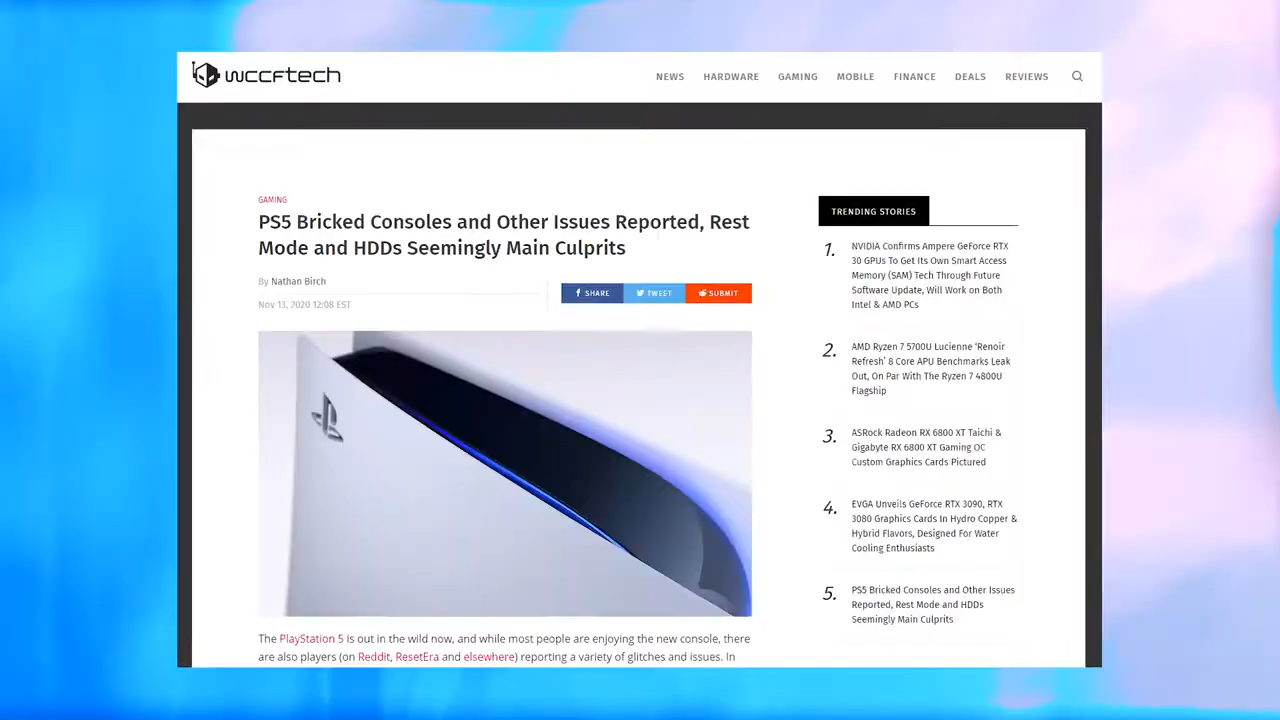 wccftech
NEWS HARDWARE GAMING MOBILE FINANCE DEALS REVIEWS
GAMING
PS5 Bricked Consoles and Other Issues Reported, Rest
Mode and HDDs Seemingly Main Culprits
By Nathan Birch
Nov 13, 2020 12:08 EST
SHARE TWEET SUBMIT
The PlayStation 5 is out in the wild now, and while most people are enjoying the new console, there
are also players (on Reddit, ResetEra and elsewhere) reporting a variety of glitches and issues. In
TRENDING STORIES
1.
NVIDIA Confirms Ampere GeForce RTX
30 GPUs To Get Its Own Smart Access
Memory (SAM) Tech Through Future
Software Update, Will Work on Both
Intel & AMD PCs
2.
AMD Ryzen 7 5700U Lucienne ‘Renoir
Refresh’ 8 Core APU Benchmarks Leak
Out, On Par With The Ryzen 7 4800U
Flagship
3.
ASRock Radeon RX 6800 XT Taichi &
Gigabyte RX 6800 XT Gaming OC
Custom Graphics Cards Pictured
4.
EVGA Unveils GeForce RTX 3090, RTX
3080 Graphics Cards In Hydro Copper &
Hybrid Flavors, Designed For Water
Cooling Enthusiasts
5.
PS5 Bricked Consoles and Other Issues
Reported, Rest Mode and HDDs
Seemingly Main Culprits